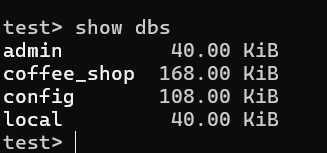 test> show dbs
admin         40.00 KiB
coffee_shop  168.00 KiB
config       108.00 KiB
local         40.00 KiB
test>